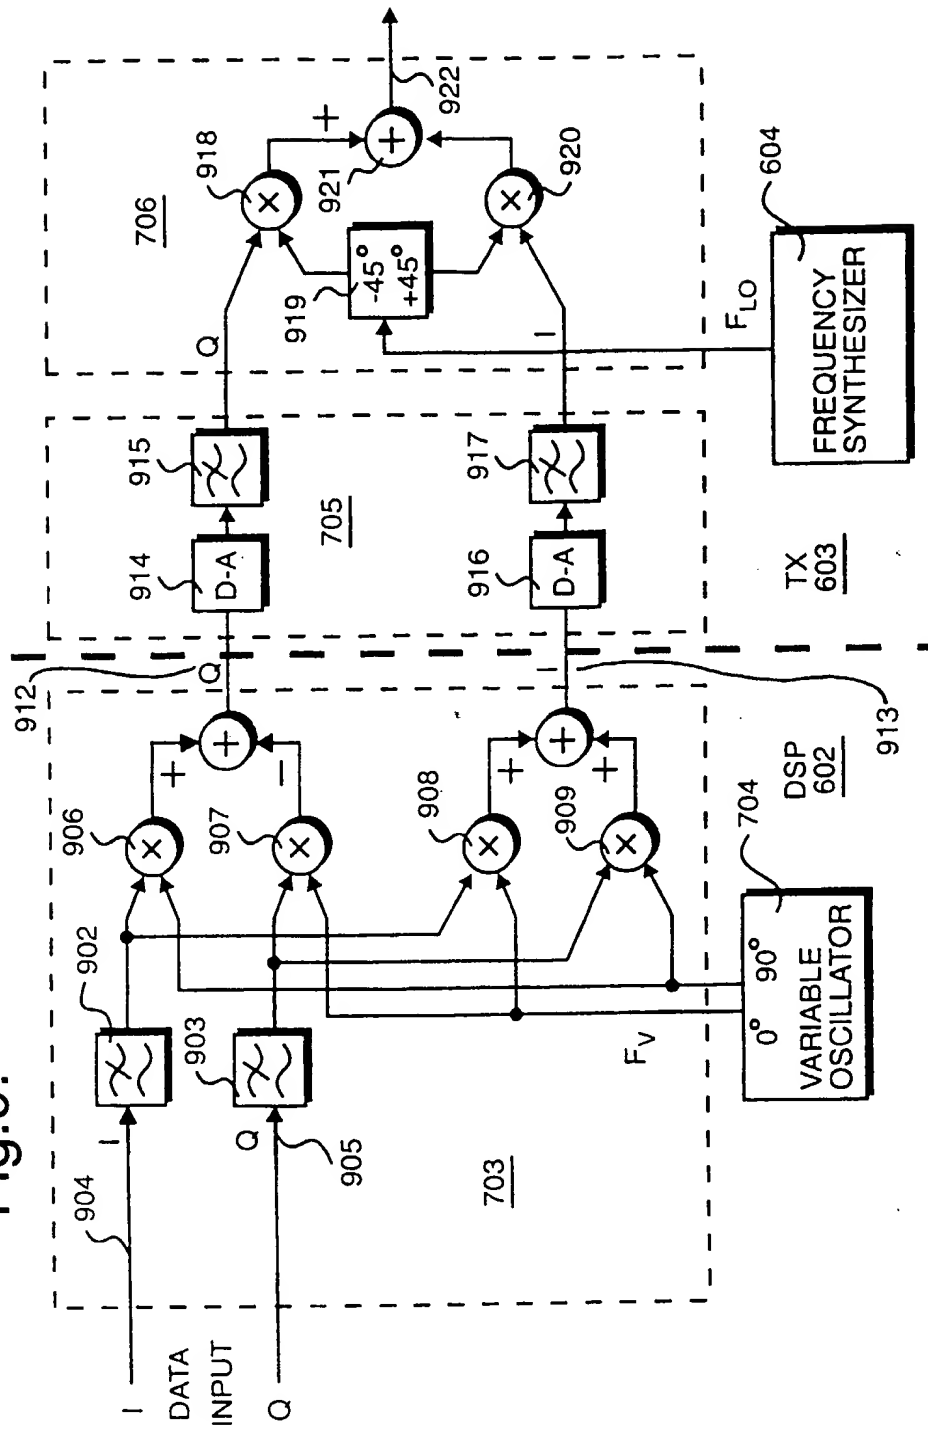 Fig.
I
DATA
INPUT
Q
904
I
902
Q
903
905
906
×
907
×
908
×
909
×
+
+
−
+
+
+
703
F_V
0° 90°
VARIABLE
OSCILLATOR
704
912
Q
I
913
DSP
602
914
D-A
915
705
916
D-A
917
TX
603
Q
706
918
×
+
919
-45°
+45°
921
+
922
I
×
920
F_LO
604
FREQUENCY
SYNTHESIZER